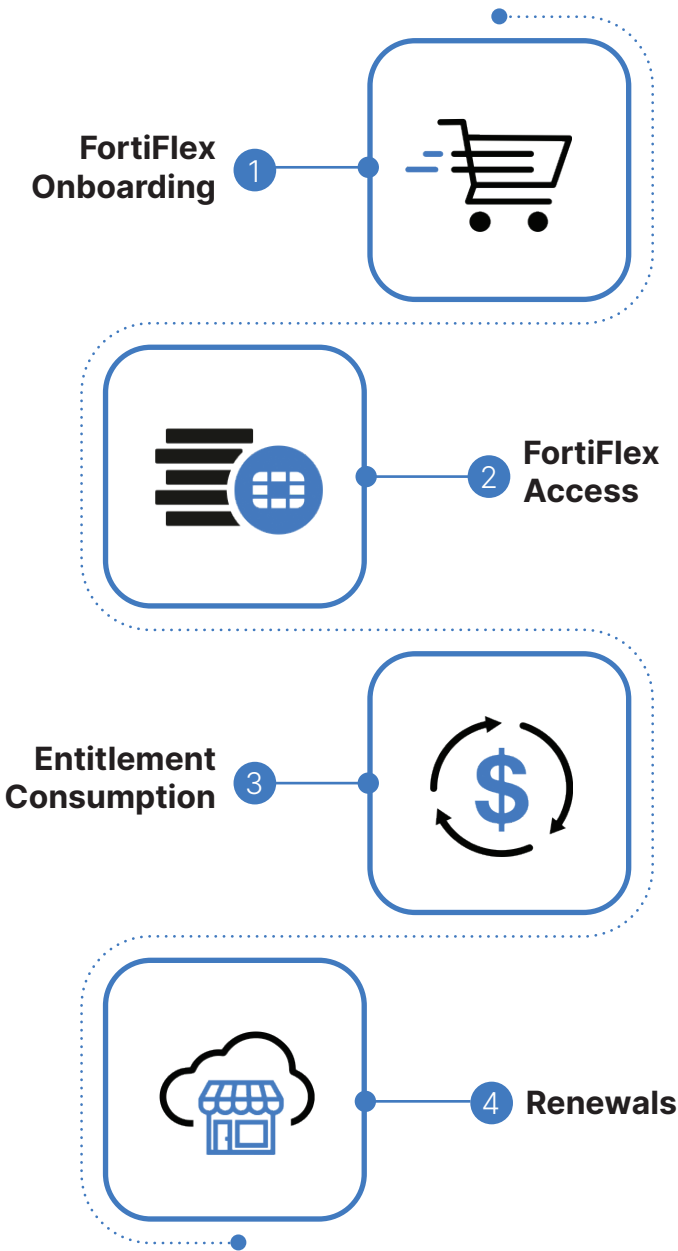 FortiFlex
Onboarding
1
2
FortiFlex
Access
Entitlement
Consumption
3
$
4
Renewals